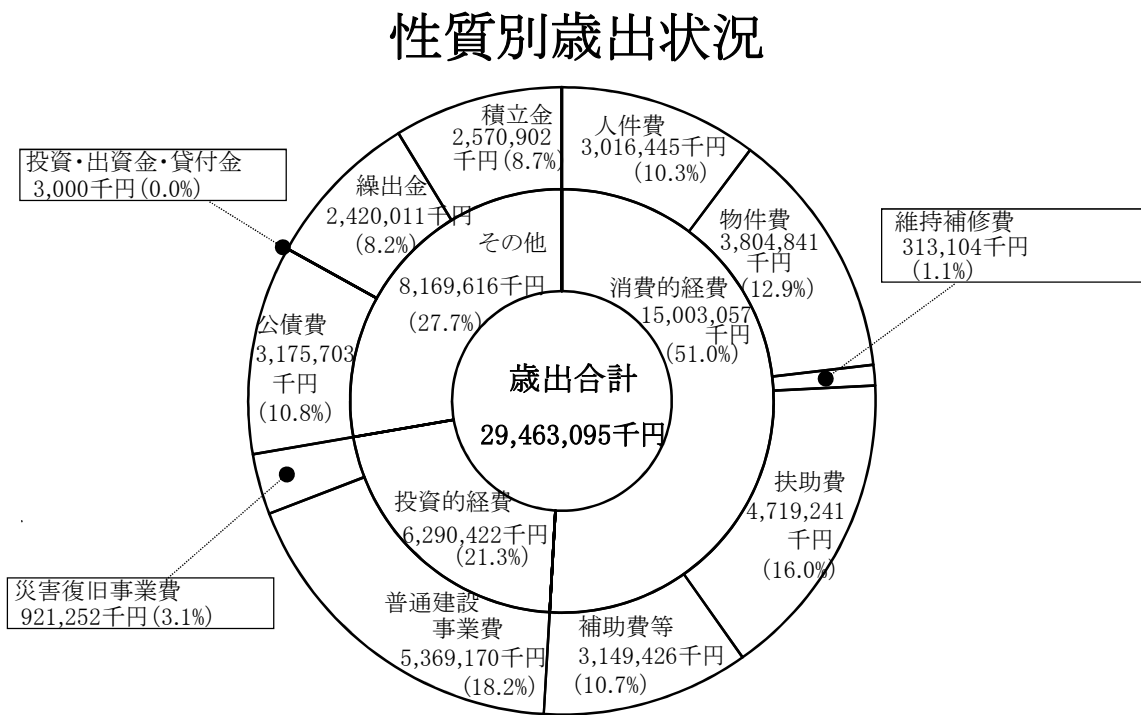 性質別歳出状況
積立金
2,570,902
千円(8.7%)
人件費
3,016,445千円
(10.3%)
投資・出資金・貸付金
3,000千円(0.0%)
繰出金
2,420,011千円
(8.2%)
その他
8,169,616千円
(27.7%)
物件費
3,804,841
千円
(12.9%)
維持補修費
313,104千円
(1.1%)
消費的経費
15,003,057
千円
(51.0%)
公債費
3,175,703
千円
(10.8%)
歳出合計
29,463,095千円
扶助費
4,719,241
千円
(16.0%)
投資的経費
6,290,422千円
(21.3%)
災害復旧事業費
921,252千円(3.1%)
普通建設
事業費
5,369,170千円
(18.2%)
補助費等
3,149,426千円
(10.7%)